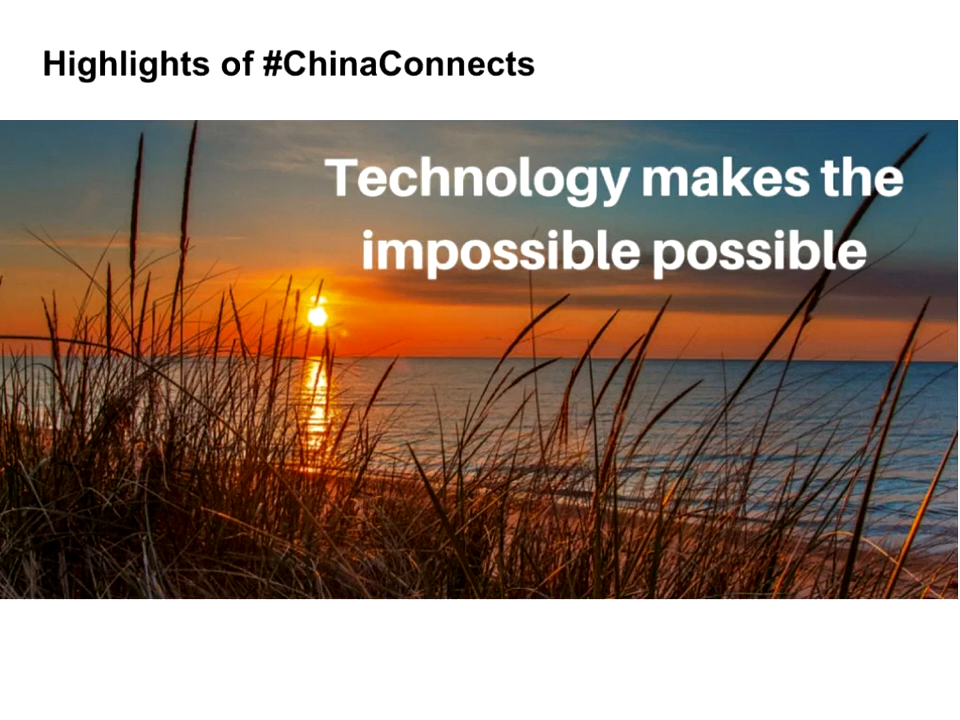 Highlights of #ChinaConnects
Technology makes the
impossible possible